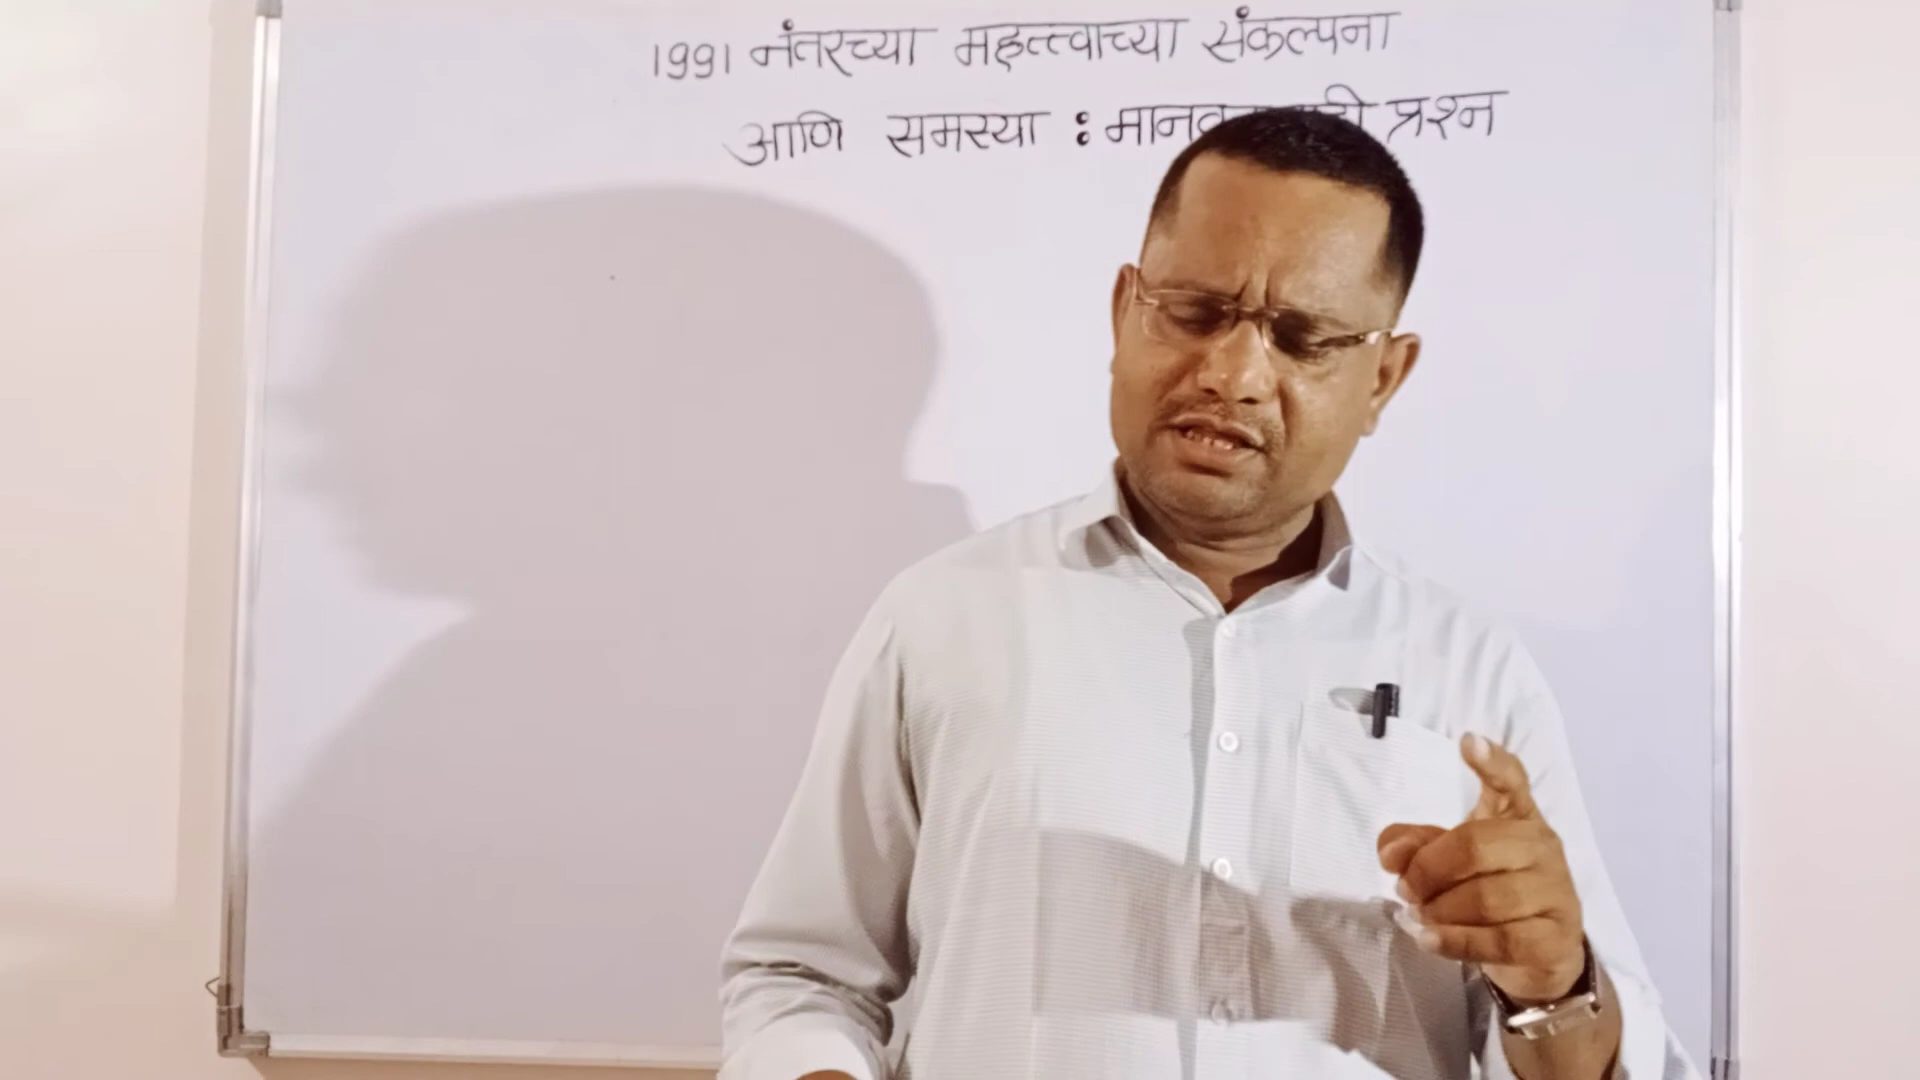 1991 नंतरच्या महत्त्वाच्या संकल्पना
आणि समस्या : प्रश्न